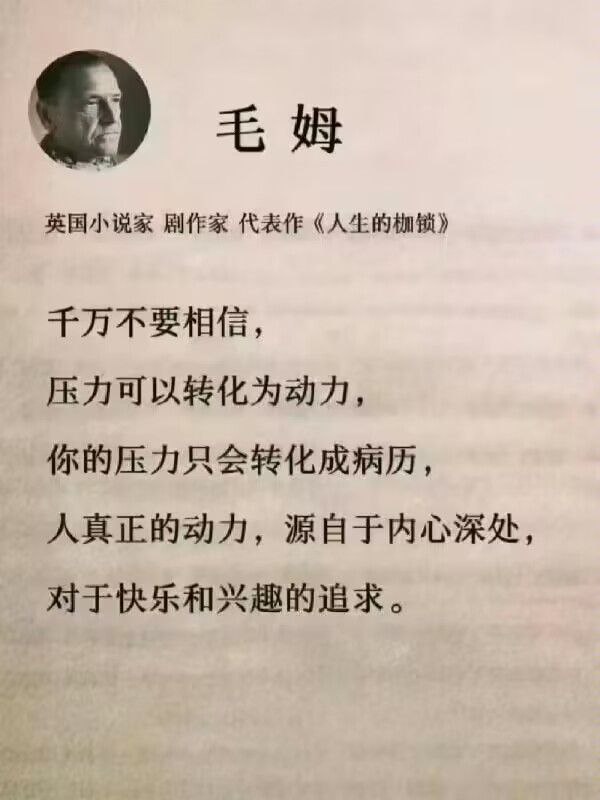 毛姆
英国小说家 剧作家 代表作《人生的枷锁》
千万不要相信，
压力可以转化为动力，
你的压力只会转化成病历，
人真正的动力，源自于内心深处，
对于快乐和兴趣的追求。